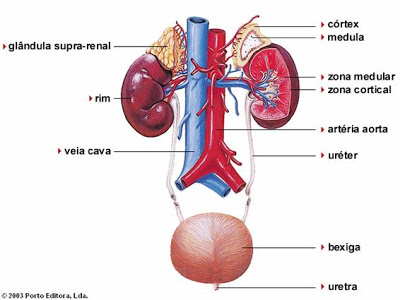 glândula supra-renal
rim
veia cava
córtex
medula
zona medular
zona cortical
artéria aorta
uréter
bexiga
uretra
© 2003 Porto Editora, Lda.